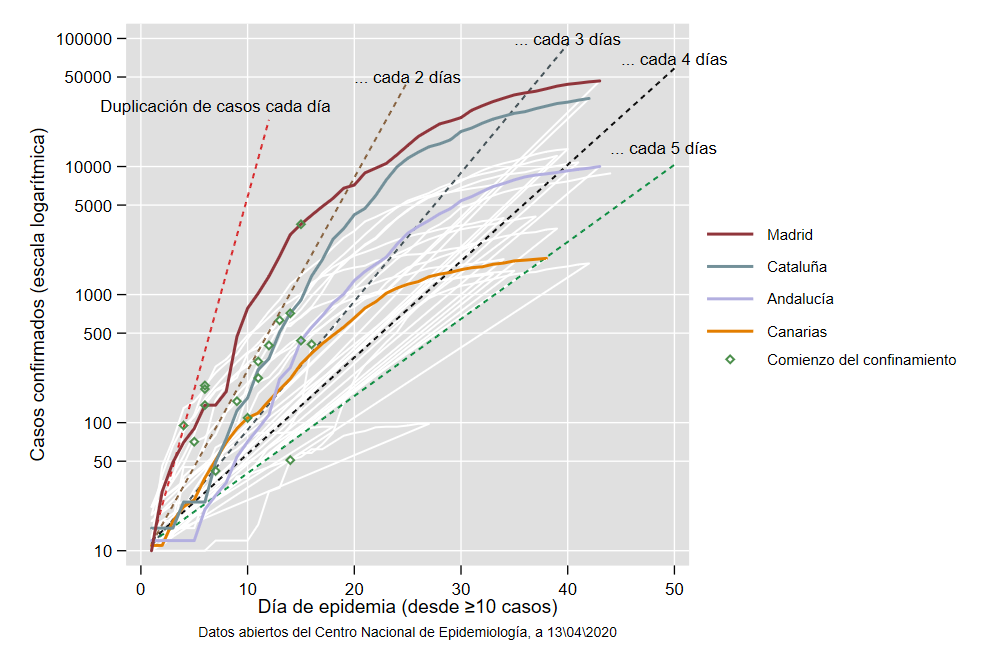 100000
50000
10000
5000
1000
500
100
50
10
Casos confirmados (escala logarítmica)
Duplicación de casos cada día
... cada 2 días
... cada 3 días
... cada 4 días
... cada 5 días
0 10 20 30 40 50
Día de epidemia (desde ≥10 casos)
Datos abiertos del Centro Nacional de Epidemiología, a 13\04\2020
Madrid
Cataluña
Andalucía
Canarias
Comienzo del confinamiento